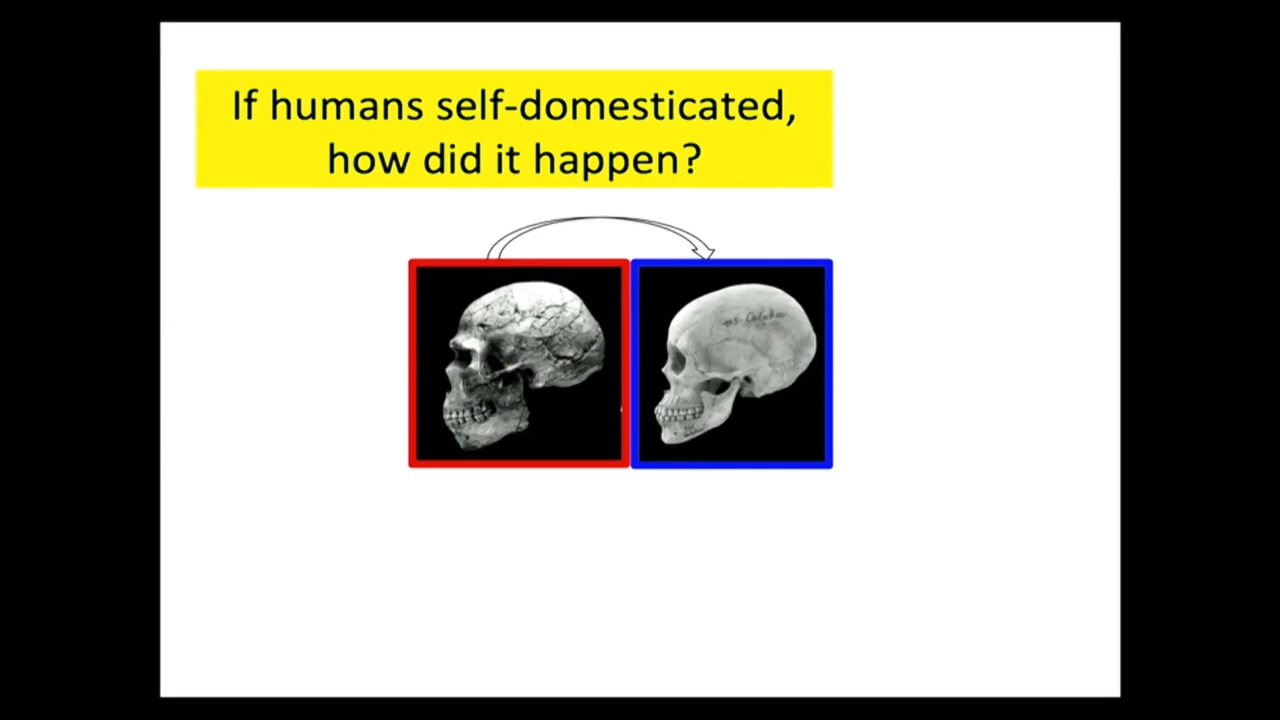 If humans self-domesticated,
how did it happen?